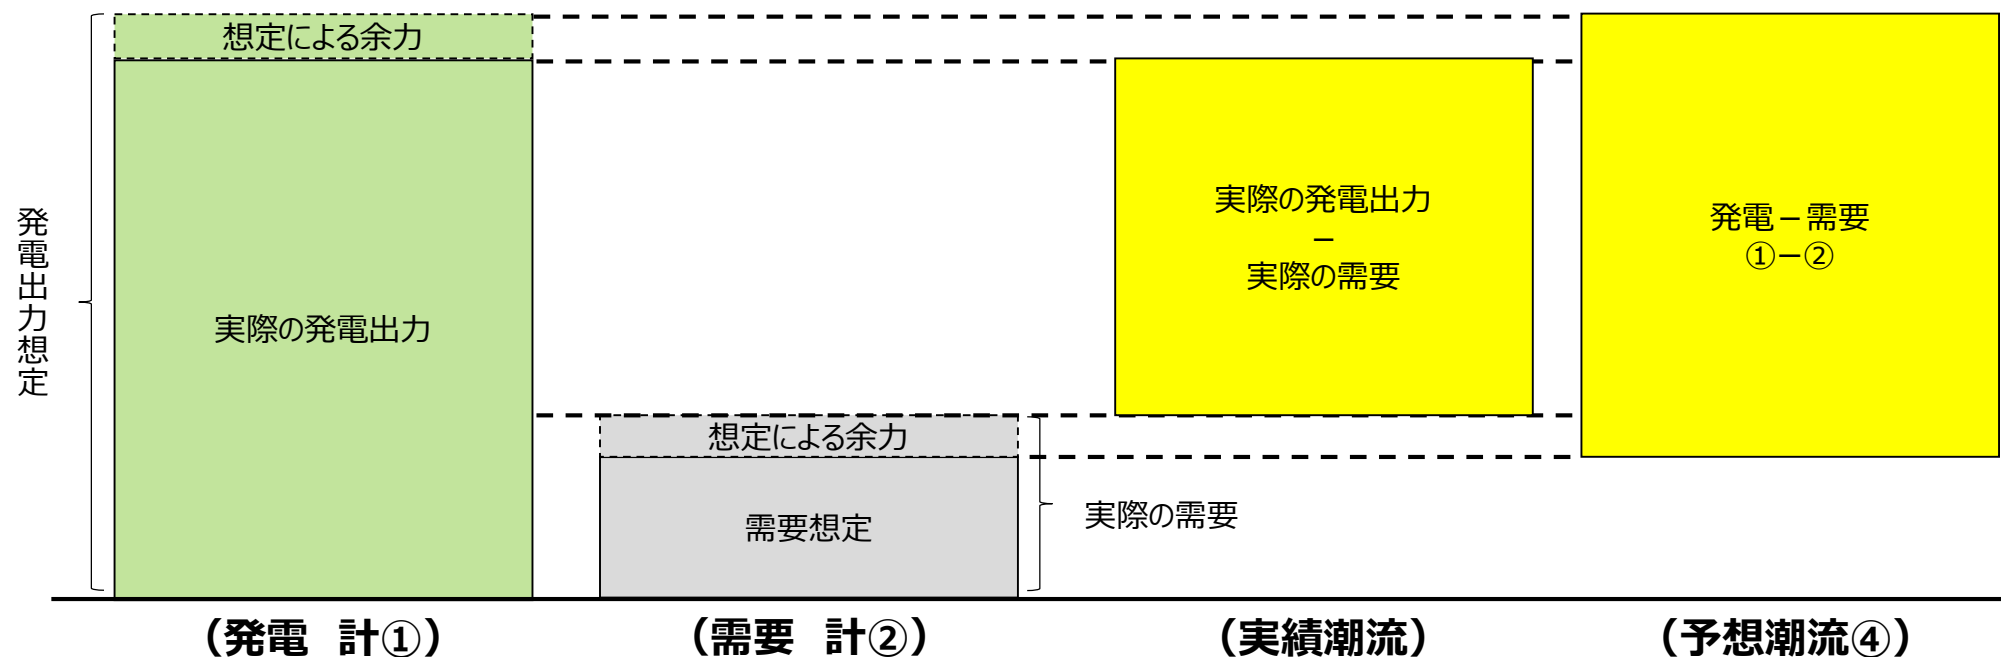 発電出力想定
想定による余力
実際の発電出力
想定による余力
需要想定
実際の需要
実際の発電出力
－
実際の需要
発電－需要
①－②
（発電 計①）
（需要 計②）
（実績潮流）
（予想潮流④）